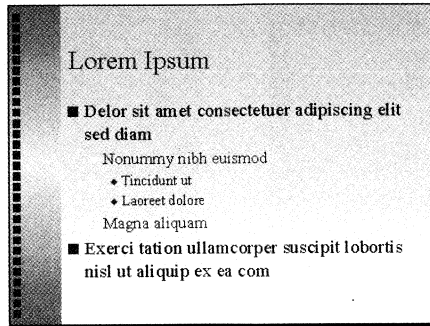 Lorem Ipsum
■ Delor sit amet consectetuer adipiscing elit
sed diam
Nonummy nibh euismod
◆ Tincidunt ut
◆ Laoreet dolore
Magna aliquam
■ Exerci tation ullamcorper suscipit lobortis
nisl ut aliquip ex ea com